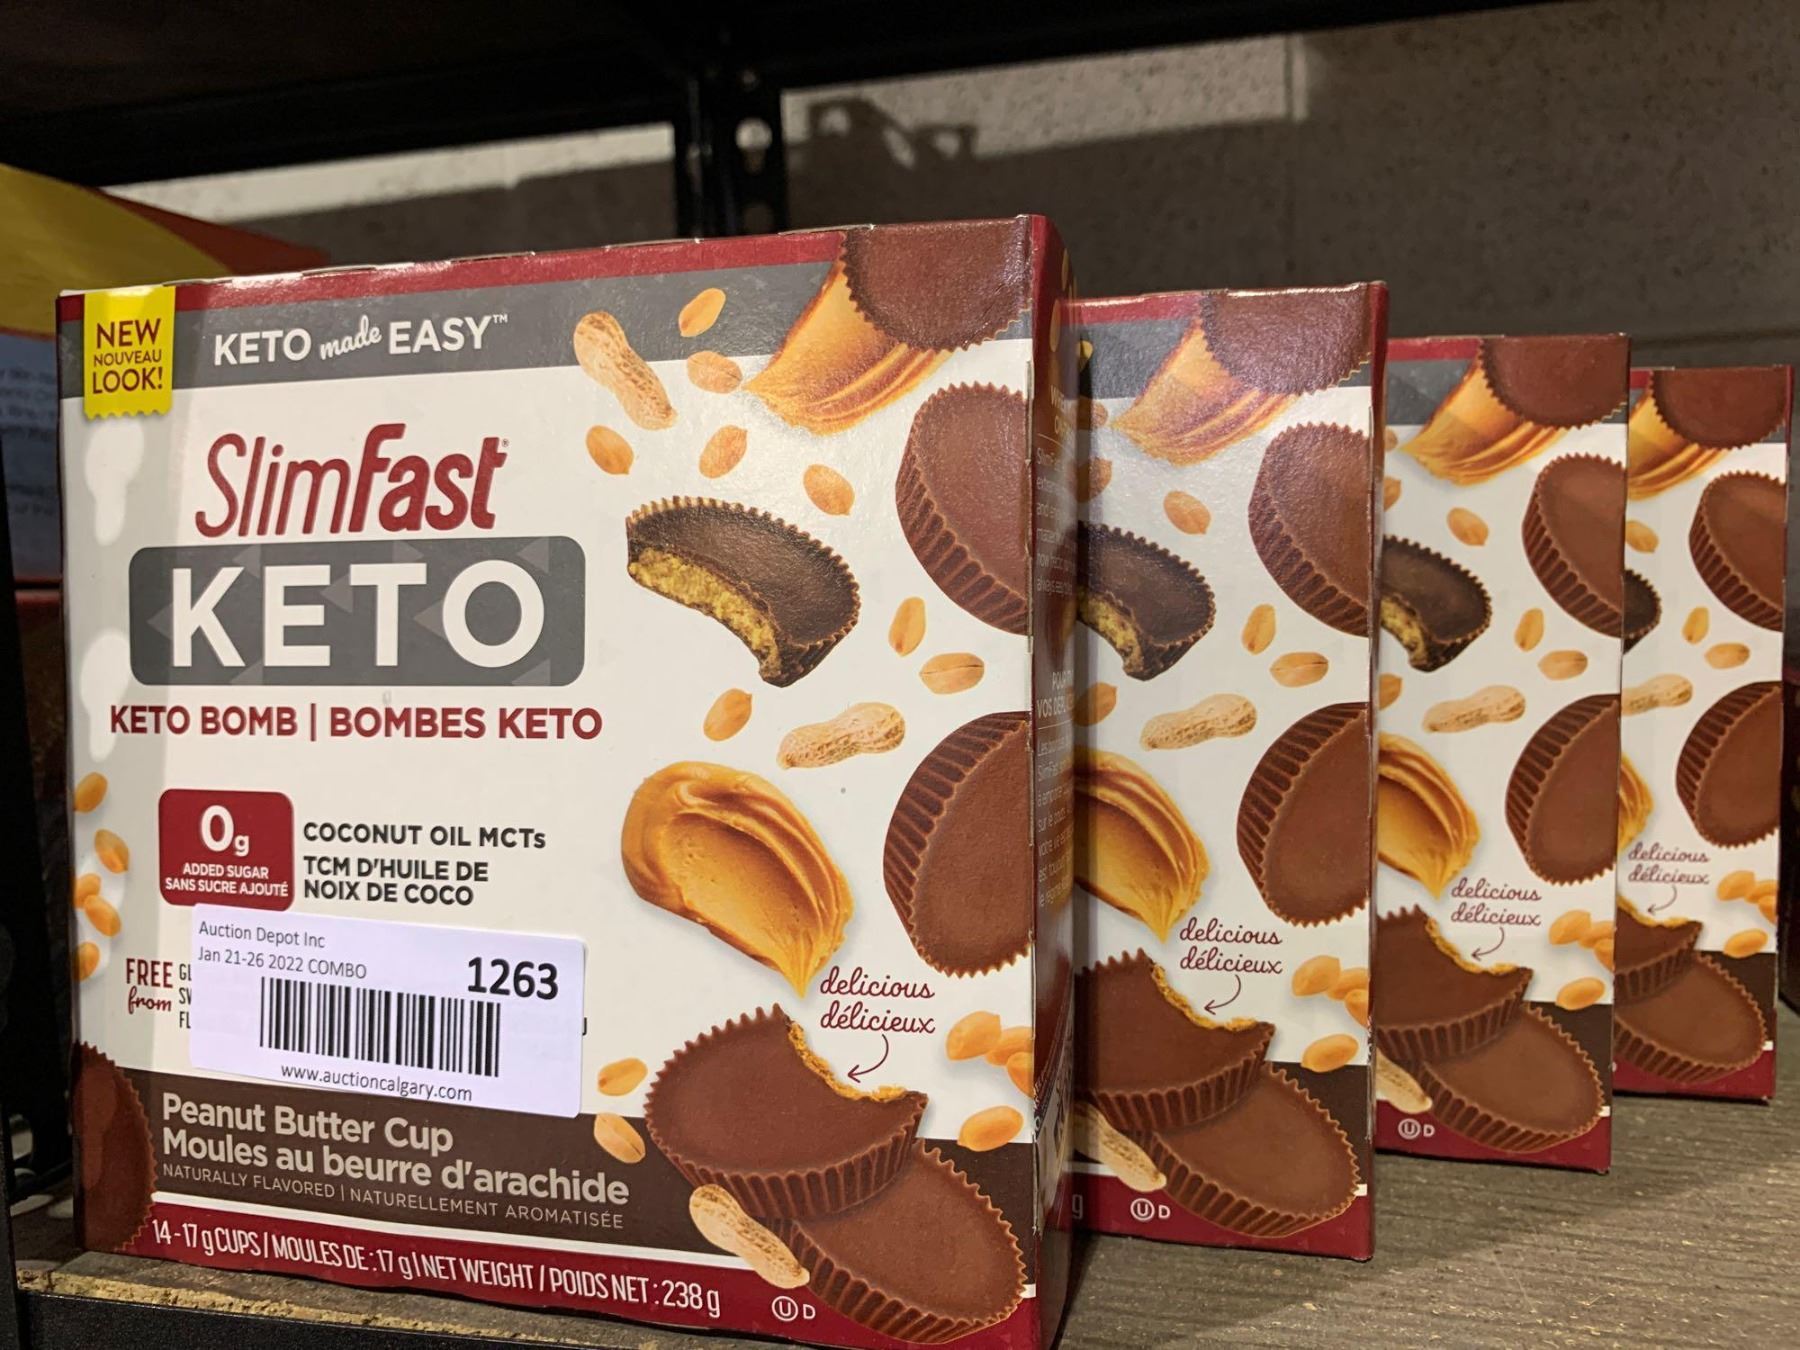 NEW
NOUVEAU
LOOK!
KETO made EASY™
SlimFast®
KETO
KETO BOMB | BOMBES KETO
0g
ADDED SUGAR
SANS SUCRE AJOUTÉ
COCONUT OIL MCTs
TCM D'HUILE DE
NOIX DE COCO
FREE
from
Auction Depot Inc
Jan 21-26 2022 COMBO
1263
www.auctioncalgary.com
delicious
délicieux
Peanut Butter Cup
Moules au beurre d'arachide
NATURALLY FLAVORED | NATURELLEMENT AROMATISÉE
14-17 g CUPS / MOULES DE : 17 g | NET WEIGHT / POIDS NET : 238 g
U D
delicious
délicieux
g
U D
delicious
délicieux
U D
delicious
délicieux